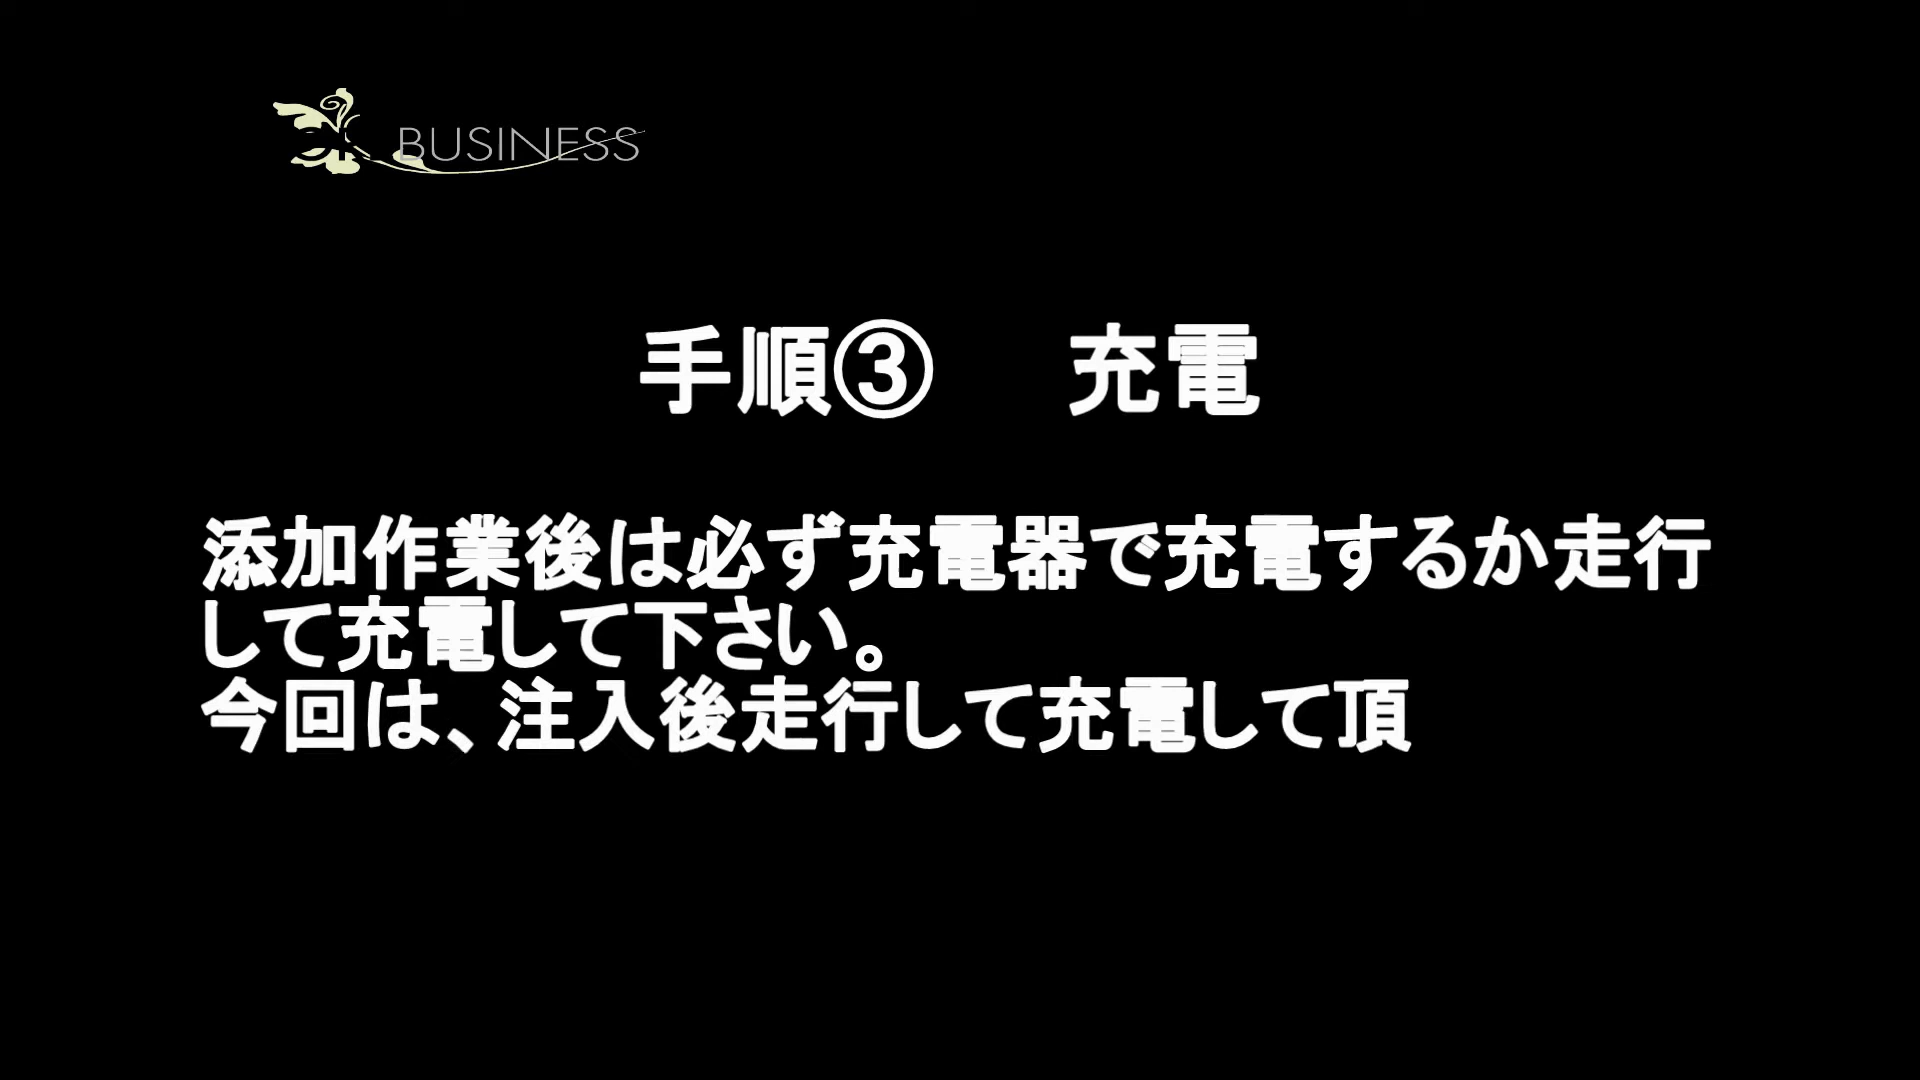 BUSINESS
手順③　充電
添加作業後は必ず充電器で充電するか走行
して充電して下さい。
今回は、注入後走行して充電して頂